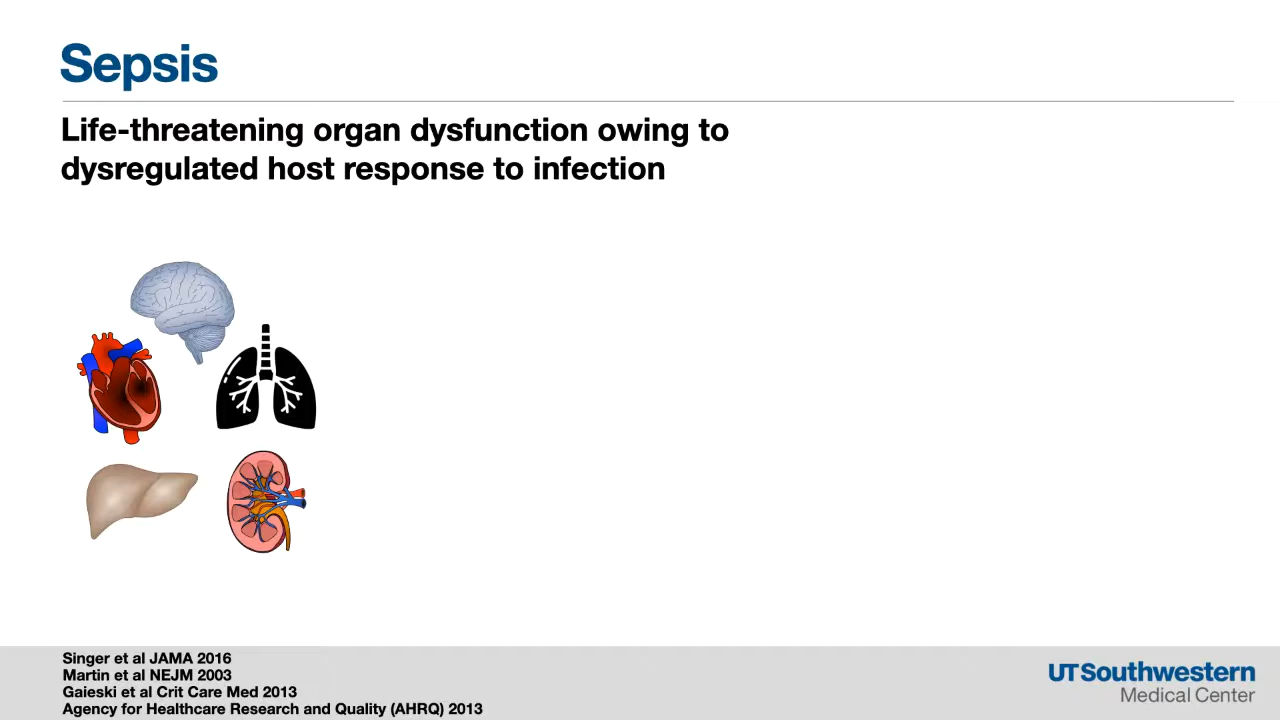 Sepsis
Life-threatening organ dysfunction owing to
dysregulated host response to infection
Singer et al JAMA 2016
Martin et al NEJM 2003
Gaieski et al Crit Care Med 2013
Agency for Healthcare Research and Quality (AHRQ) 2013
UTSouthwestern
Medical Center